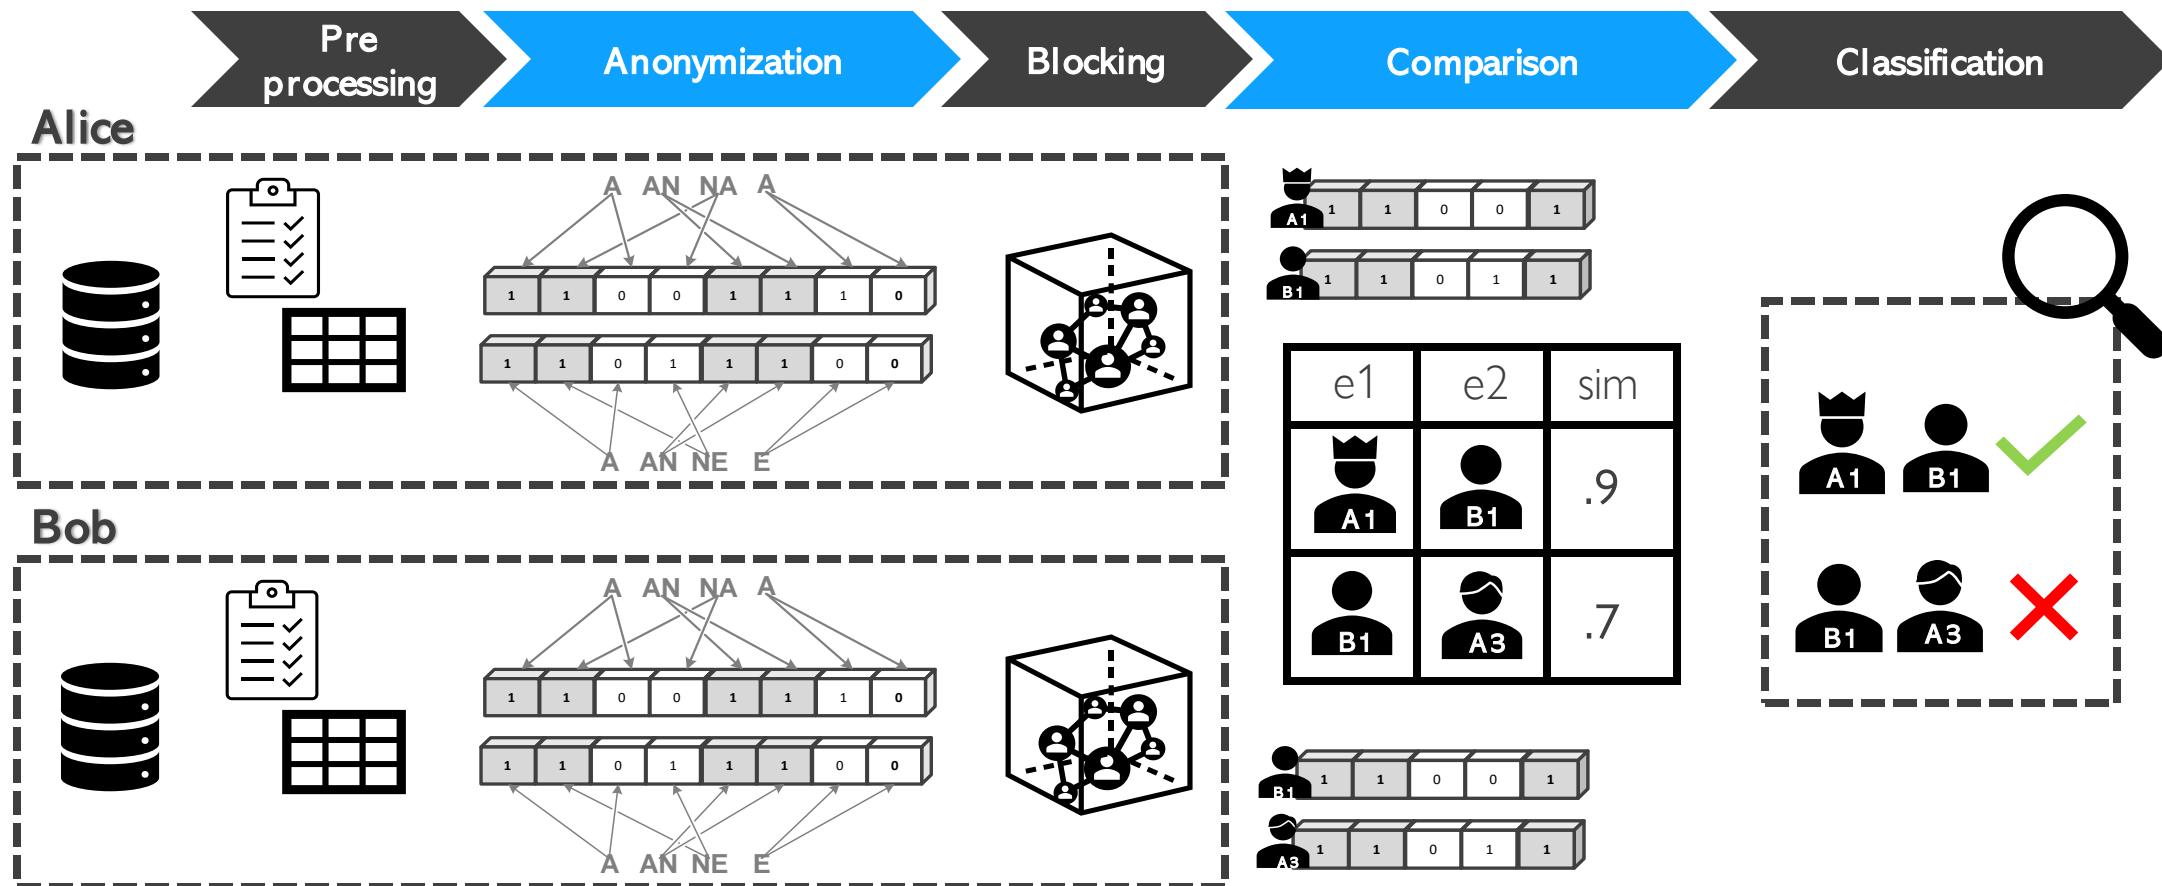 Pre
processing
Anonymization
Blocking
Comparison
Classification
Alice
A AN NA A
1 1 0 0 1 1 1 0
1 1 0 1 1 1 0 0
A AN NE E
A1 1 1 0 0 1
B1 1 1 0 1 1
e1 e2 sim
A1 B1 .9
B1 A3 .7
A1 B1
B1 A3
Bob
A AN NA A
1 1 0 0 1 1 1 0
1 1 0 1 1 1 0 0
A AN NE E
B1 1 1 0 0 1
A3 1 1 0 1 1